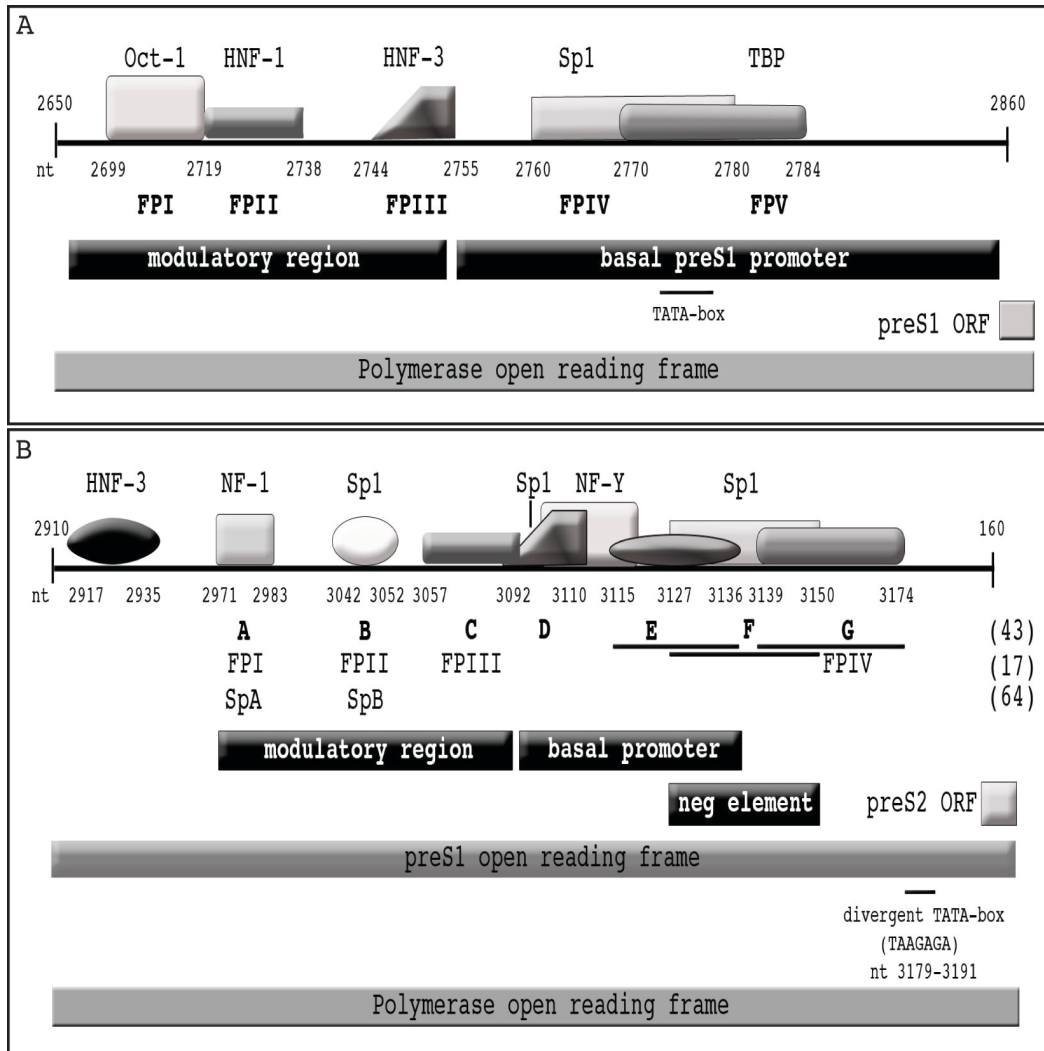 A
Oct-1 HNF-1 HNF-3 Sp1 TBP
2650 2860
nt 2699 2719 2738 2744 2755 2760 2770 2780 2784
FPI FPII FPIII FPIV FPV
modulatory region basal preS1 promoter
TATA-box
preS1 ORF
Polymerase open reading frame
B
HNF-3 NF-1 Sp1 Sp1 NF-Y Sp1
2910 160
nt 2917 2935 2971 2983 3042 3052 3057 3092 3110 3115 3127 3136 3139 3150 3174
A B C D E F G (43)
FPI FPII FPIII FPIV (17)
SpA SpB (64)
modulatory region basal promoter
neg element preS2 ORF
preS1 open reading frame
divergent TATA-box
(TAAGAGA)
nt 3179-3191
Polymerase open reading frame